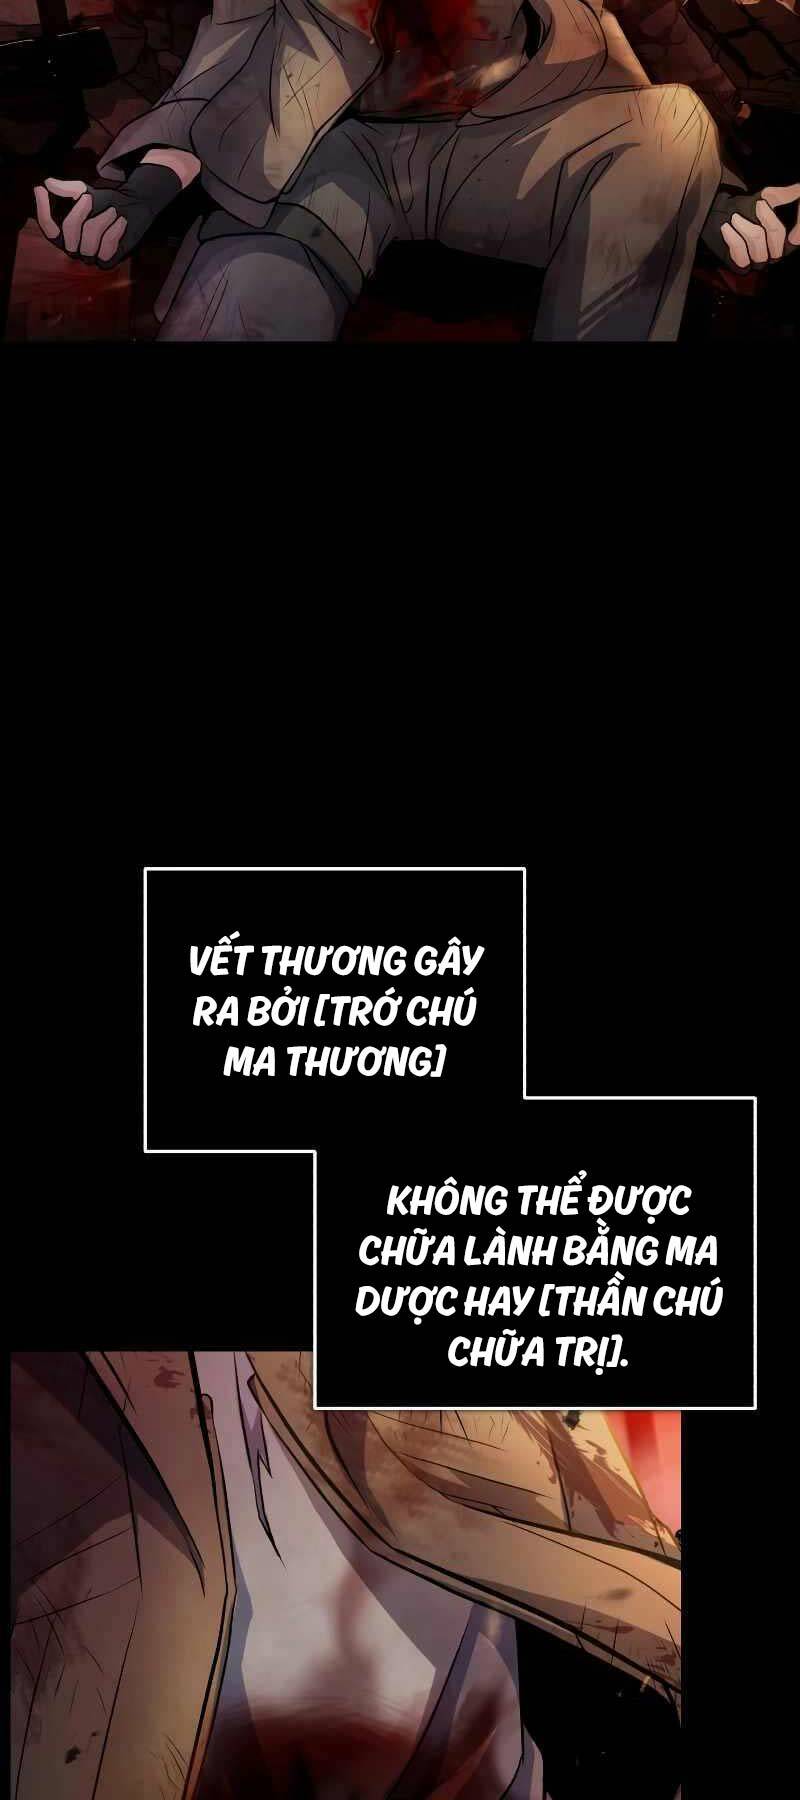 VẾT THƯƠNG GÂY
RA BỞI [TRỚ CHÚ
MA THƯƠNG]
KHÔNG THỂ ĐƯỢC
CHỮA LÀNH BẰNG MA
DƯỢC HAY [THẦN CHÚ
CHỮA TRỊ].